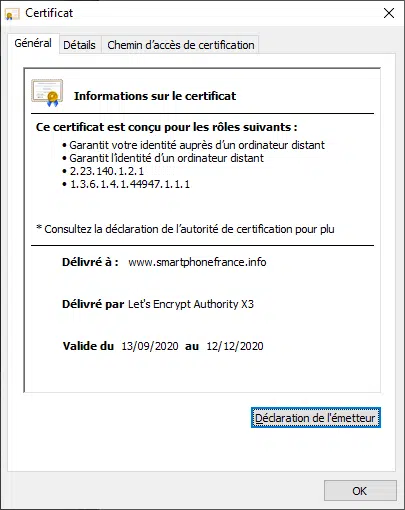 Certificat
Général
Détails
Chemin d'accès de certification
Informations sur le certificat
Ce certificat est conçu pour les rôles suivants :
• Garantit votre identité auprès d'un ordinateur distant
• Garantit l'identité d'un ordinateur distant
• 2.23.140.1.2.1
• 1.3.6.1.4.1.44947.1.1.1
* Consultez la déclaration de l'autorité de certification pour plu
Délivré à : www.smartphonefrance.info
Délivré par Let's Encrypt Authority X3
Valide du 13/09/2020 au 12/12/2020
Déclaration de l'émetteur
OK